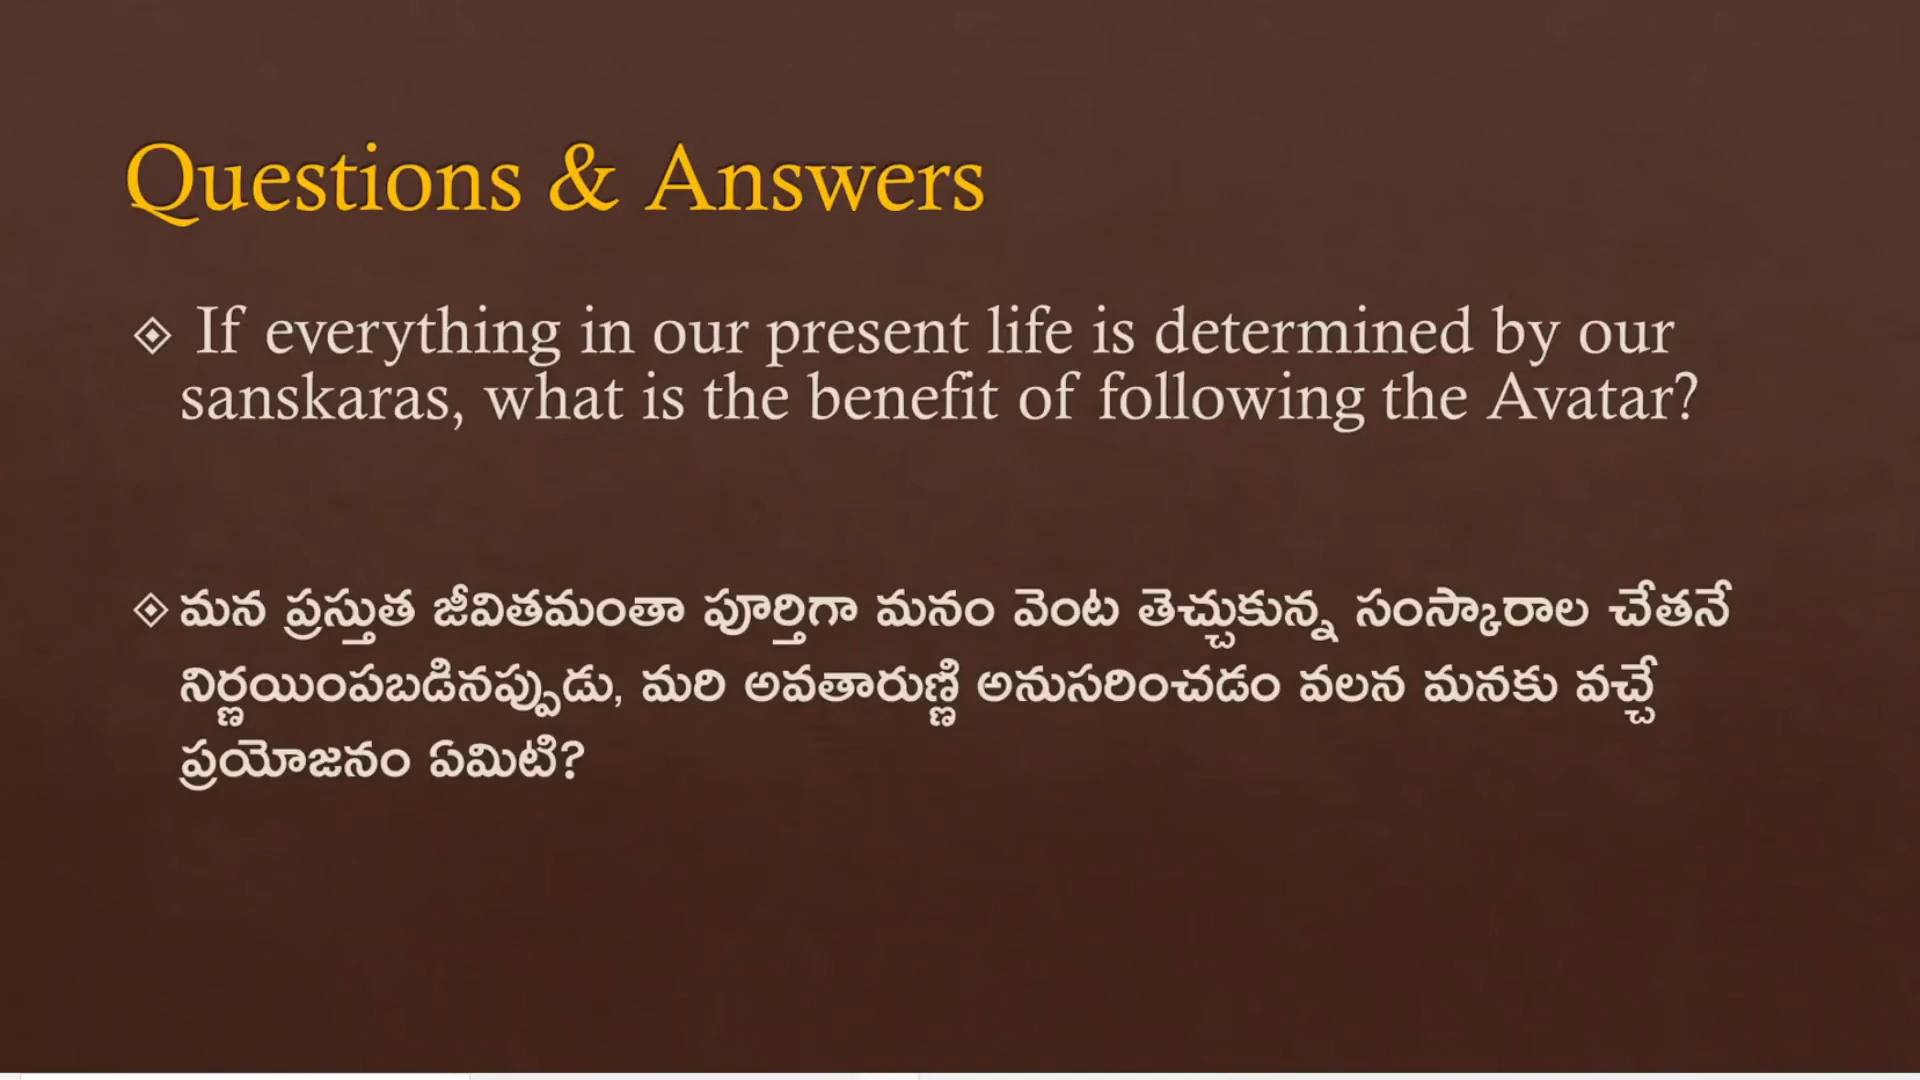 Questions & Answers
If everything in our present life is determined by our
sanskaras, what is the benefit of following the Avatar?
మన ప్రస్తుత జీవితమంతా పూర్తిగా మనం వెంట తెచ్చుకున్న సంస్కారాల చేతనే
నిర్ణయింపబడినప్పుడు, మరి అవతారుణ్ణి అనుసరించడం వలన మనకు వచ్చే
ప్రయోజనం ఏమిటి?